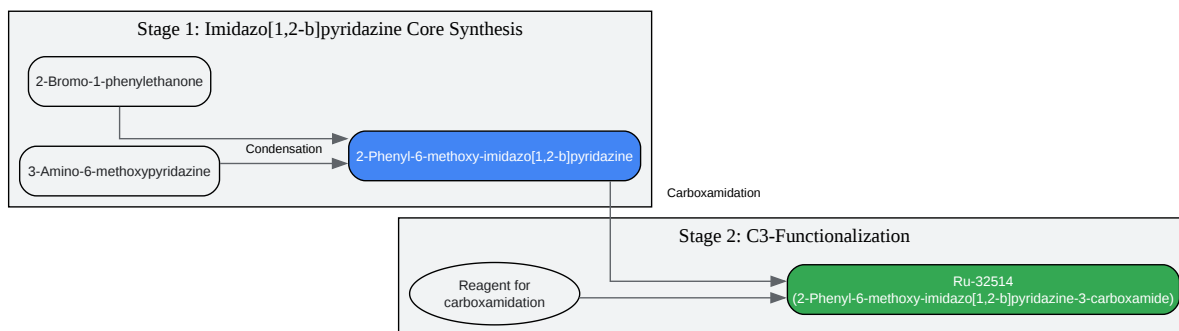 Stage 1: Imidazo[1,2-b]pyridazine Core Synthesis
2-Bromo-1-phenylethanone
Condensation
3-Amino-6-methoxypyridazine
2-Phenyl-6-methoxy-imidazo[1,2-b]pyridazine
Carboxamidation
Stage 2: C3-Functionalization
Reagent for
carboxamidation
Ru-32514
(2-Phenyl-6-methoxy-imidazo[1,2-b]pyridazine-3-carboxamide)